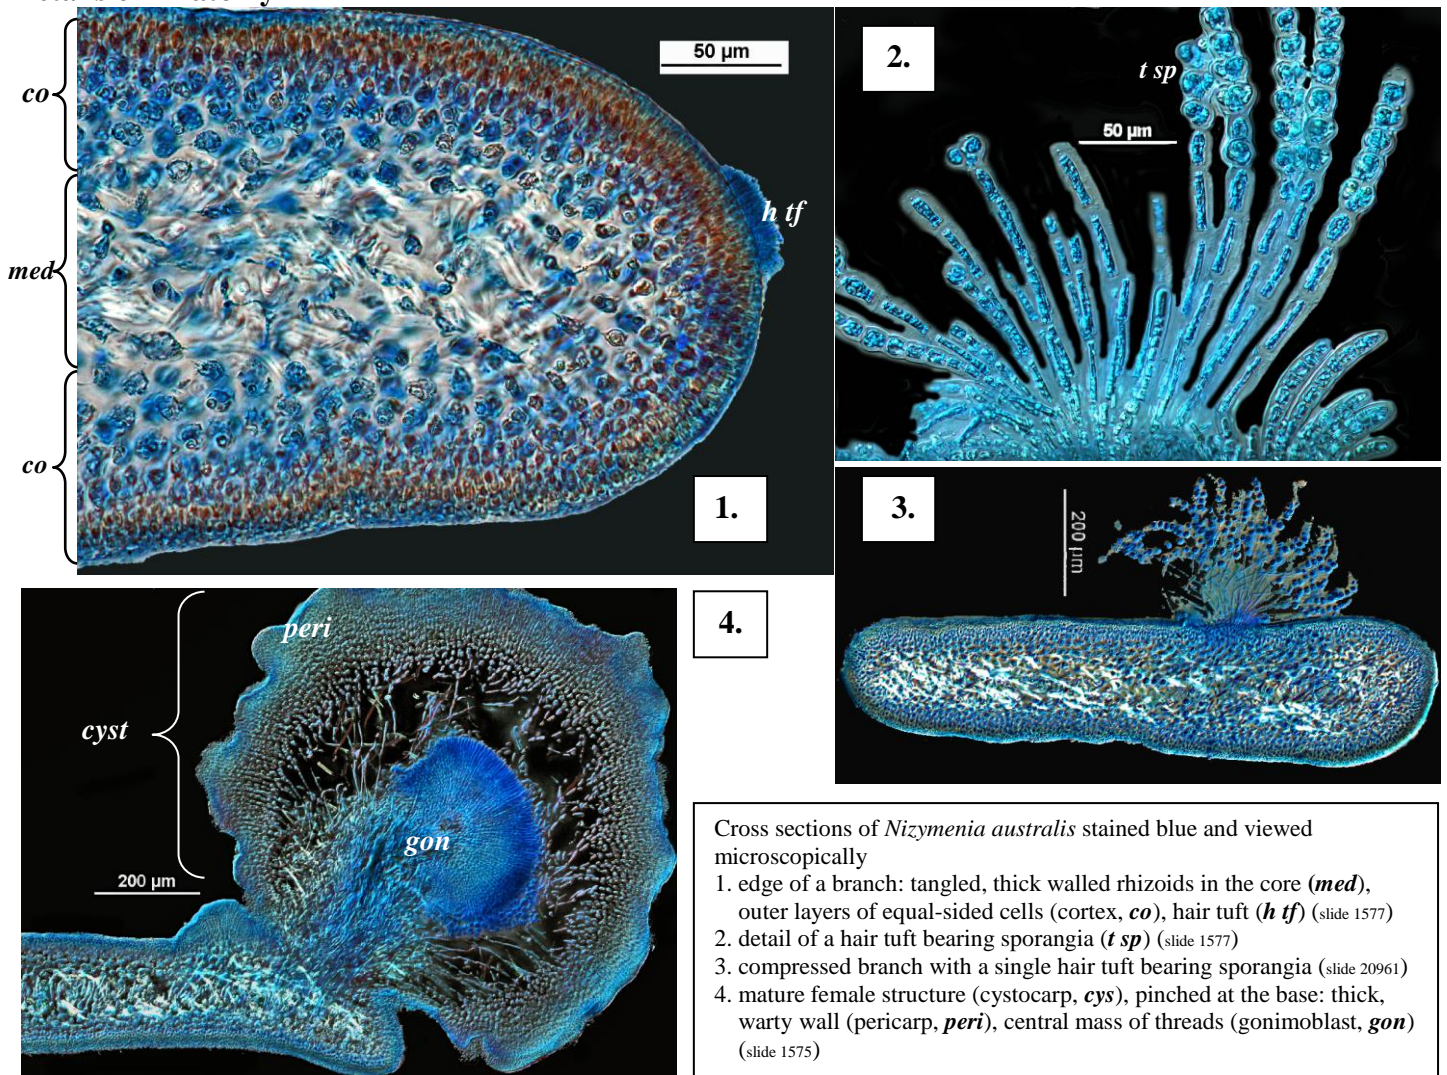 co
med
co
50 µm
h tf
1.
2.
t sp
50 µm
3.
200 µm
4.
peri
cyst
gon
200 µm
Cross sections of Nizymenia australis stained blue and viewed
microscopically
1. edge of a branch: tangled, thick walled rhizoids in the core (med),
outer layers of equal-sided cells (cortex, co), hair tuft (h tf) (slide 1577)
2. detail of a hair tuft bearing sporangia (t sp) (slide 1577)
3. compressed branch with a single hair tuft bearing sporangia (slide 20961)
4. mature female structure (cystocarp, cys), pinched at the base: thick,
warty wall (pericarp, peri), central mass of threads (gonimoblast, gon)
(slide 1575)